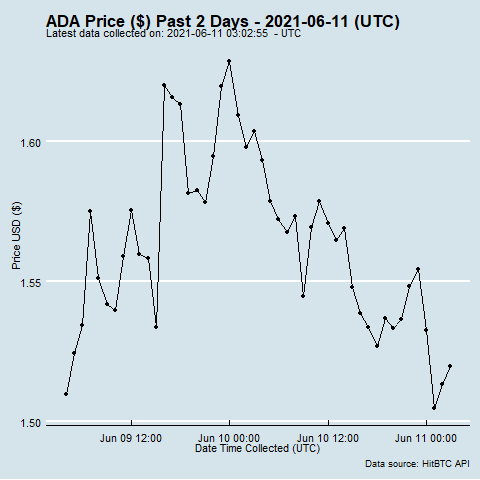 ADA Price ($) Past 2 Days - 2021-06-11 (UTC)
Latest data collected on: 2021-06-11 03:02:55 - UTC
1.60
Price USD ($)
1.55
1.50
Jun 09 12:00 Jun 10 00:00 Jun 10 12:00 Jun 11 00:00
Date Time Collected (UTC)
Data source: HitBTC API